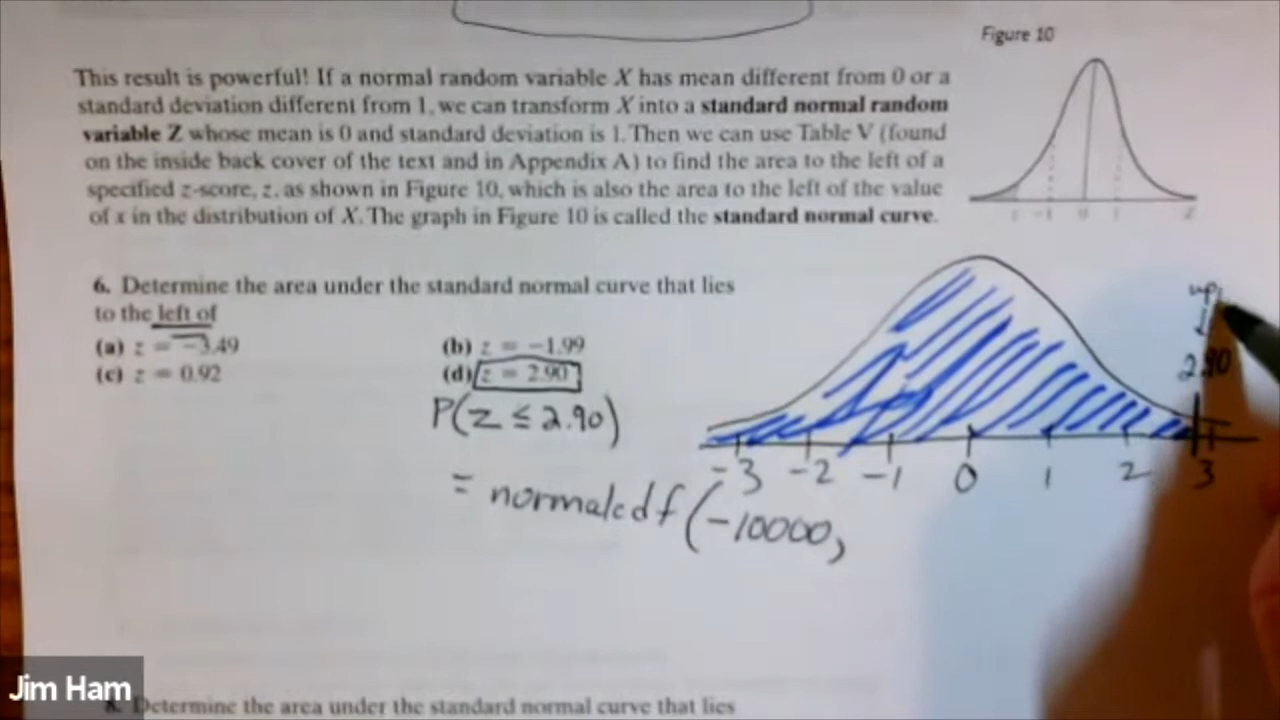 Figure 10
This result is powerful! If a normal random variable X has mean different from 0 or a
standard deviation different from 1, we can transform X into a standard normal random
variable Z whose mean is 0 and standard deviation is 1. Then we can use Table V (found
on the inside back cover of the text and in Appendix A) to find the area to the left of a
specified z-score, z, as shown in Figure 10, which is also the area to the left of the value
of x in the distribution of X. The graph in Figure 10 is called the standard normal curve.
-1 0 1 Z
6. Determine the area under the standard normal curve that lies
to the left of
(a) z = -3.49 (b) z = -1.99
(c) z = 0.92 (d) z = 2.90
up
2.90
P(Z ≤ 2.90)
-3 -2 -1 0 1 2 3
= normalcdf(-10000,
Jim Ham
8. Determine the area under the standard normal curve that lies